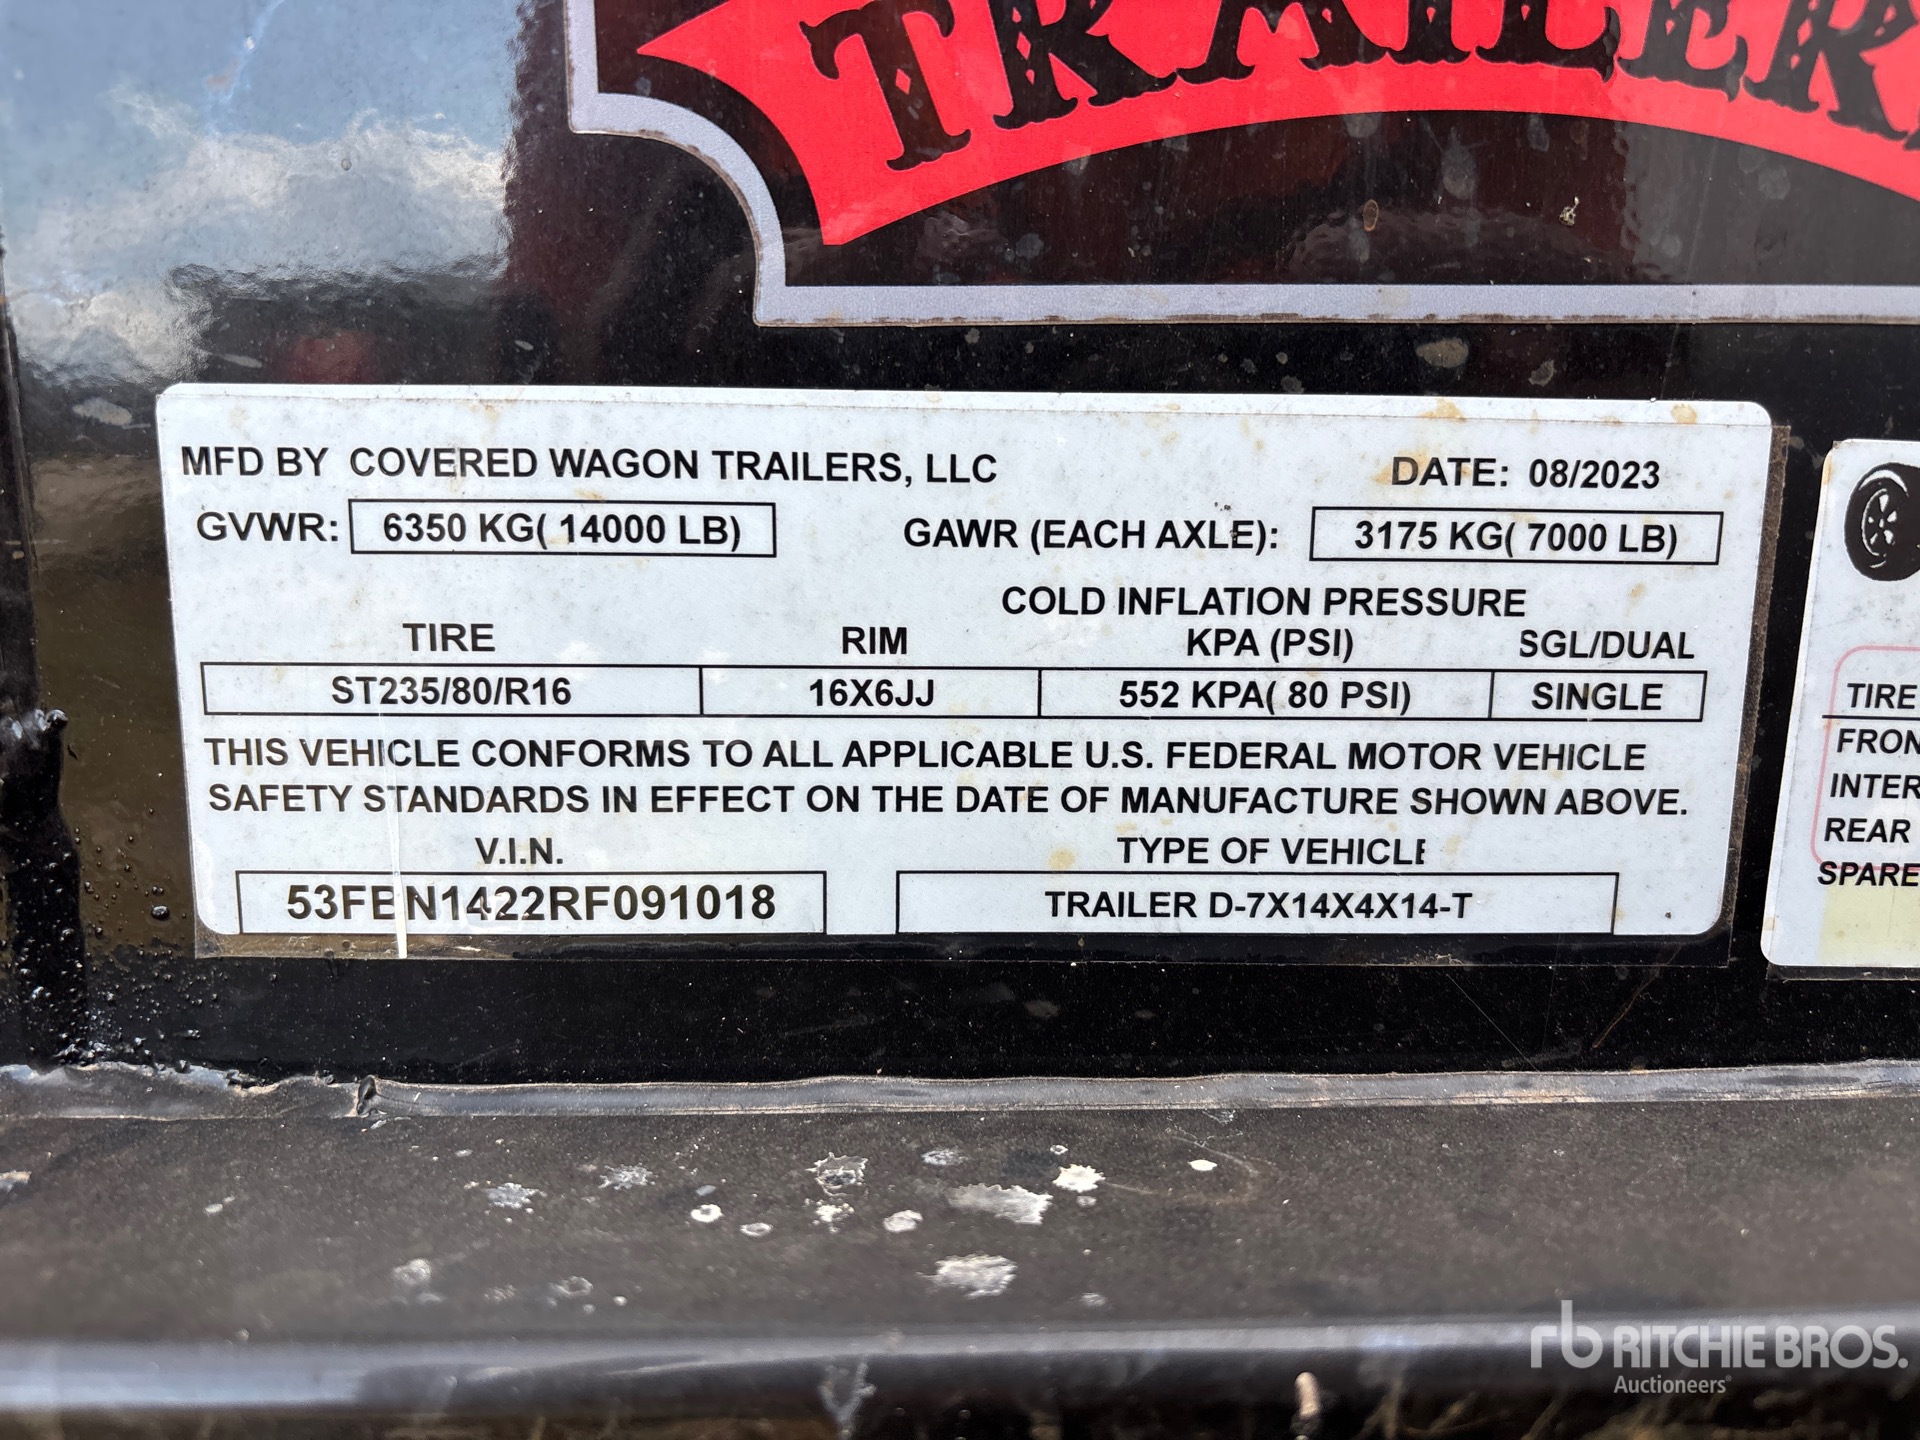 TRAILER
MFD BY COVERED WAGON TRAILERS, LLC DATE: 08/2023
GVWR: 6350 KG( 14000 LB) GAWR (EACH AXLE): 3175 KG( 7000 LB)
COLD INFLATION PRESSURE
TIRE RIM KPA (PSI) SGL/DUAL
ST235/80/R16 16X6JJ 552 KPA( 80 PSI) SINGLE
THIS VEHICLE CONFORMS TO ALL APPLICABLE U.S. FEDERAL MOTOR VEHICLE
SAFETY STANDARDS IN EFFECT ON THE DATE OF MANUFACTURE SHOWN ABOVE.
V.I.N. TYPE OF VEHICLE
53FBN1422RF091018 TRAILER D-7X14X4X14-T
TIRE
FRON
INTER
REAR
SPARE
rb RITCHIE BROS.
Auctioneers